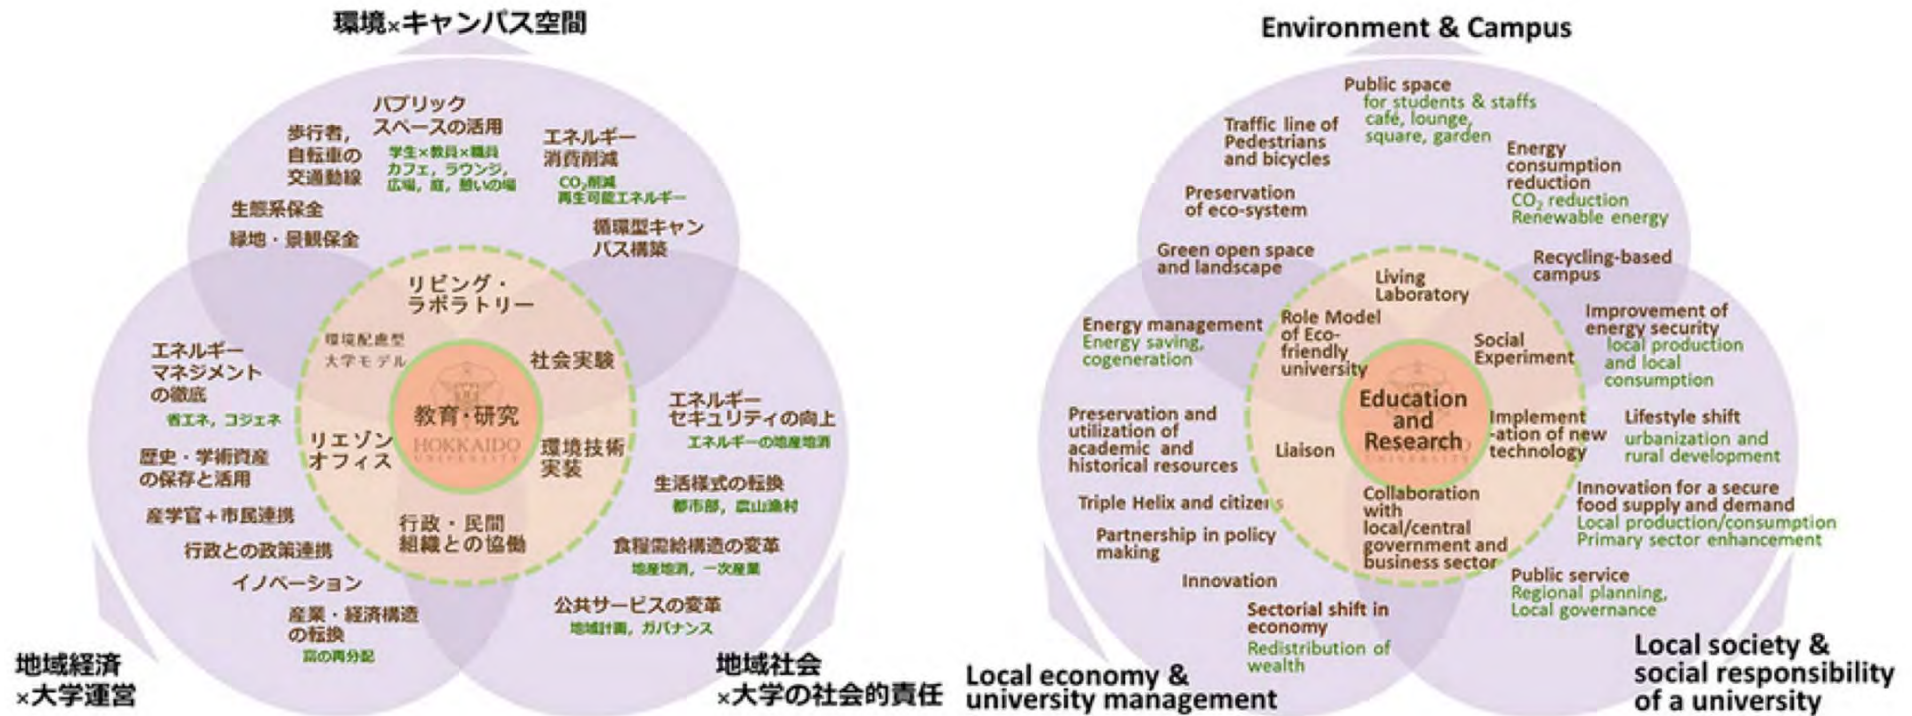 環境×キャンパス空間
パブリック
スペースの活用
学生×教員×職員
カフェ，ラウンジ，
広場，庭，憩いの場
歩行者，
自転車の
交通動線
エネルギー
消費削減
CO₂削減
再生可能エネルギー
生態系保全
緑地・景観保全
循環型キャン
パス構築
リビング・
ラボラトリー
環境配慮型
大学モデル
社会実験
教育・研究
HOKKAIDO
UNIVERSITY
リエゾン
オフィス
環境技術
実装
行政・民間
組織との協働
エネルギー
マネジメント
の徹底
省エネ，コジェネ
歴史・学術資産
の保存と活用
産学官＋市民連携
行政との政策連携
イノベーション
産業・経済構造
の転換
富の再分配
エネルギー
セキュリティの向上
エネルギーの地産地消
生活様式の転換
都市部，農山漁村
食糧需給構造の変革
地産地消，一次産業
公共サービスの変革
地域計画，ガバナンス
地域経済
×大学運営
地域社会
×大学の社会的責任
Environment & Campus
Public space
for students & staffs
café, lounge,
square, garden
Traffic line of
Pedestrians
and bicycles
Energy
consumption
reduction
CO₂ reduction
Renewable energy
Preservation
of eco-system
Green open space
and landscape
Recycling-based
campus
Living
Laboratory
Role Model
of Eco-
friendly
university
Social
Experiment
Education
and
Research
Liaison
Implement
-ation of new
technology
Collaboration
with
local/central
government and
business sector
Energy management
Energy saving,
cogeneration
Preservation and
utilization of
academic and
historical resources
Triple Helix and citizens
Partnership in policy
making
Innovation
Sectorial shift in
economy
Redistribution of
wealth
Improvement of
energy security
local production
and local
consumption
Lifestyle shift
urbanization and
rural development
Innovation for a secure
food supply and demand
Local production/consumption
Primary sector enhancement
Public service
Regional planning,
Local governance
Local economy &
university management
Local society &
social responsibility
of a university